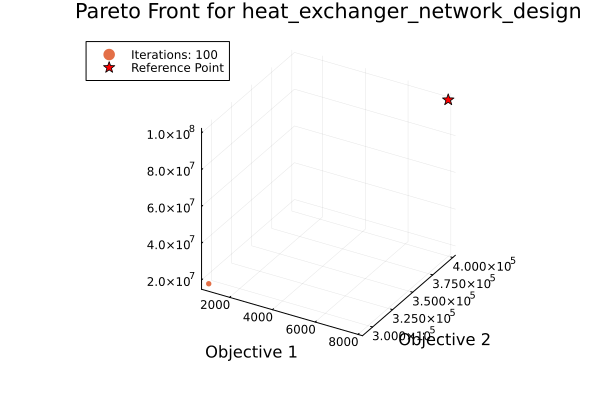 Pareto Front for heat_exchanger_network_design
Iterations: 100
Reference Point
1.0×10⁸
8.0×10⁷
6.0×10⁷
4.0×10⁷
2.0×10⁷
2000
4000
6000
8000
Objective 1
4.000×10⁵
3.750×10⁵
3.500×10⁵
3.250×10⁵
3.000×10⁵
Objective 2